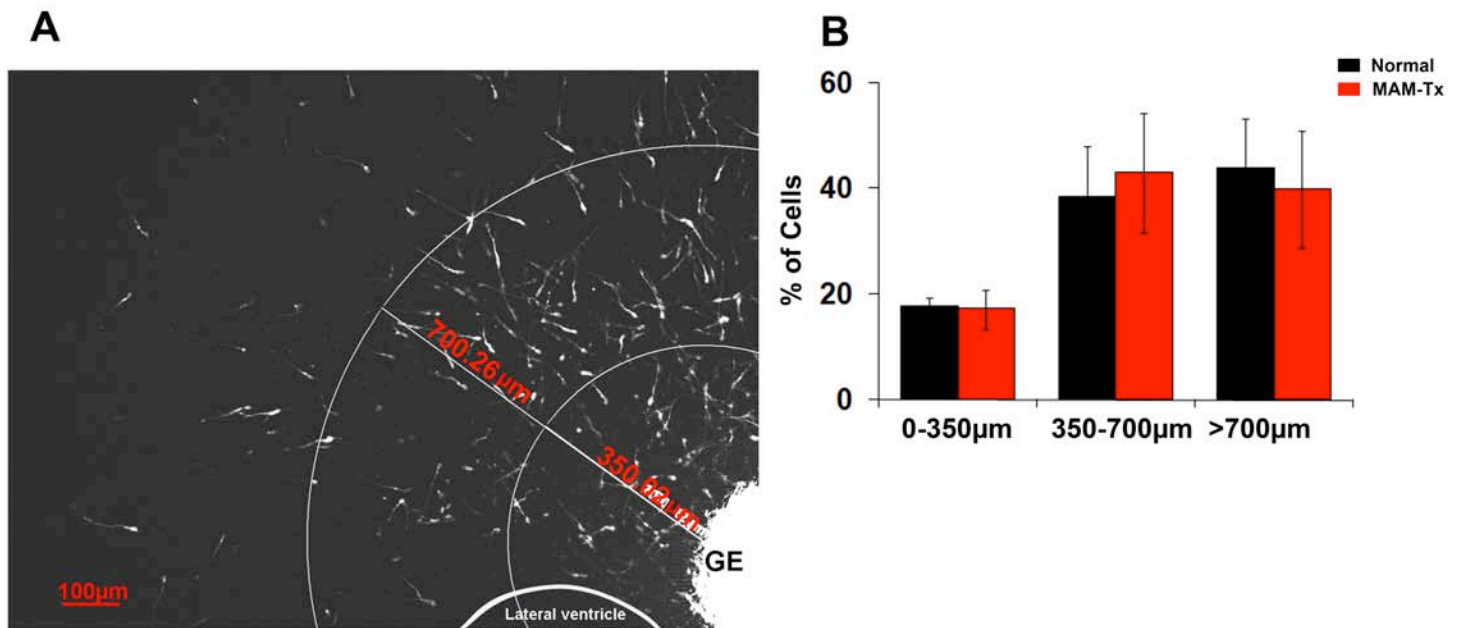 A
700.26µm
350.02µm
GE
100µm
Lateral ventricle
B
Normal
MAM-Tx
60
40
20
0
% of Cells
0-350µm 350-700µm >700µm